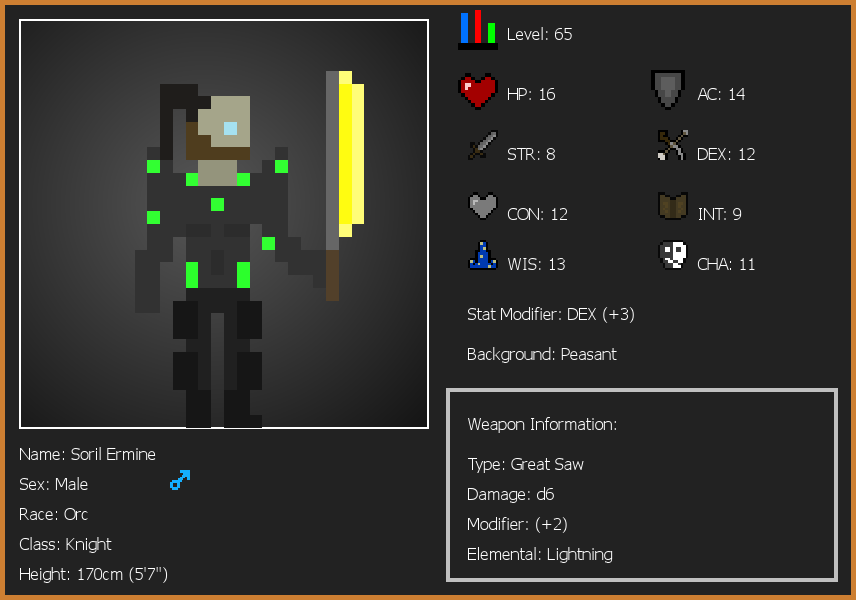 Level: 65
HP: 16
AC: 14
STR: 8
DEX: 12
CON: 12
INT: 9
WIS: 13
CHA: 11
Stat Modifier: DEX (+3)
Background: Peasant
Weapon Information:
Type: Great Saw
Damage: d6
Modifier: (+2)
Elemental: Lightning
Name: Soril Ermine
Sex: Male
Race: Orc
Class: Knight
Height: 170cm (5'7")